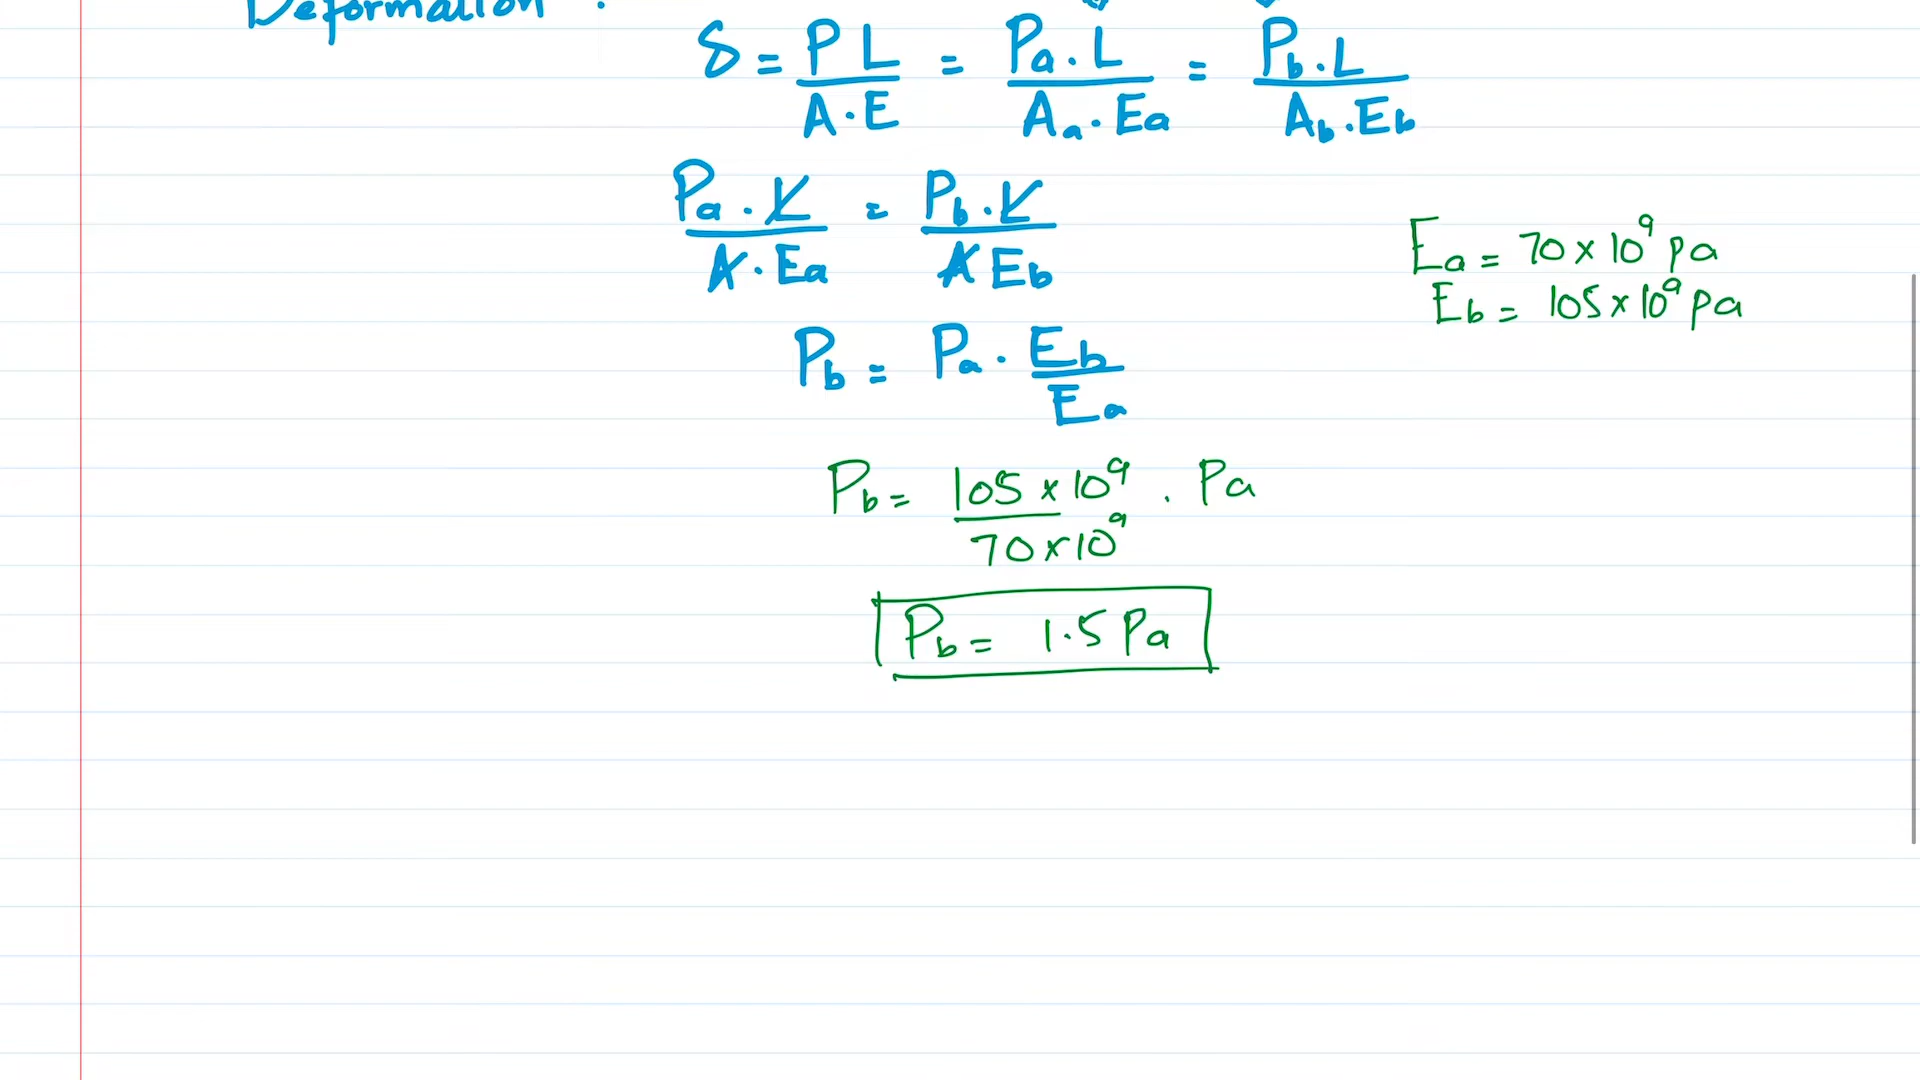 Deformation :
δ = P L / A · E = Pa · L / Aa · Ea = Pb · L / Ab · Eb
Pa · L / A · Ea = Pb · L / A Eb
Ea = 70 × 10⁹ pa
Eb = 105 × 10⁹ pa
Pb = Pa · Eb / Ea
Pb = 105 × 10⁹ / 70 × 10⁹ · Pa
Pb = 1.5 Pa